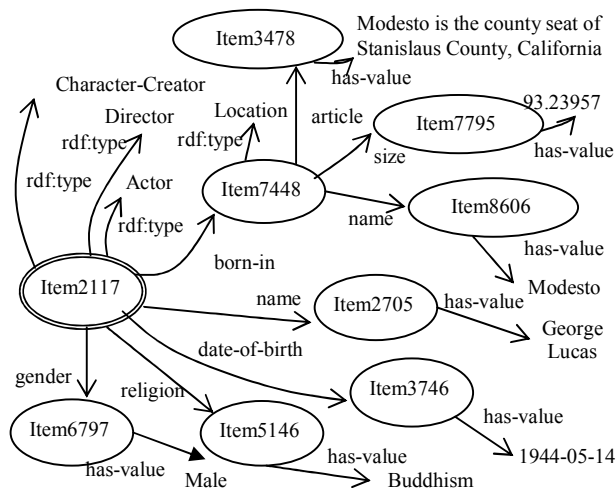 Item3478
Modesto is the county seat of
Stanislaus County, California
has-value
Character-Creator
Director
rdf:type
Location
rdf:type
article
Item7795
93.23957
size
has-value
rdf:type
Actor
rdf:type
Item7448
name
Item8606
has-value
born-in
Item2117
Modesto
name
Item2705
has-value
George
Lucas
date-of-birth
gender
religion
Item3746
has-value
Item6797
Item5146
has-value
has-value
1944-05-14
Male
Buddhism